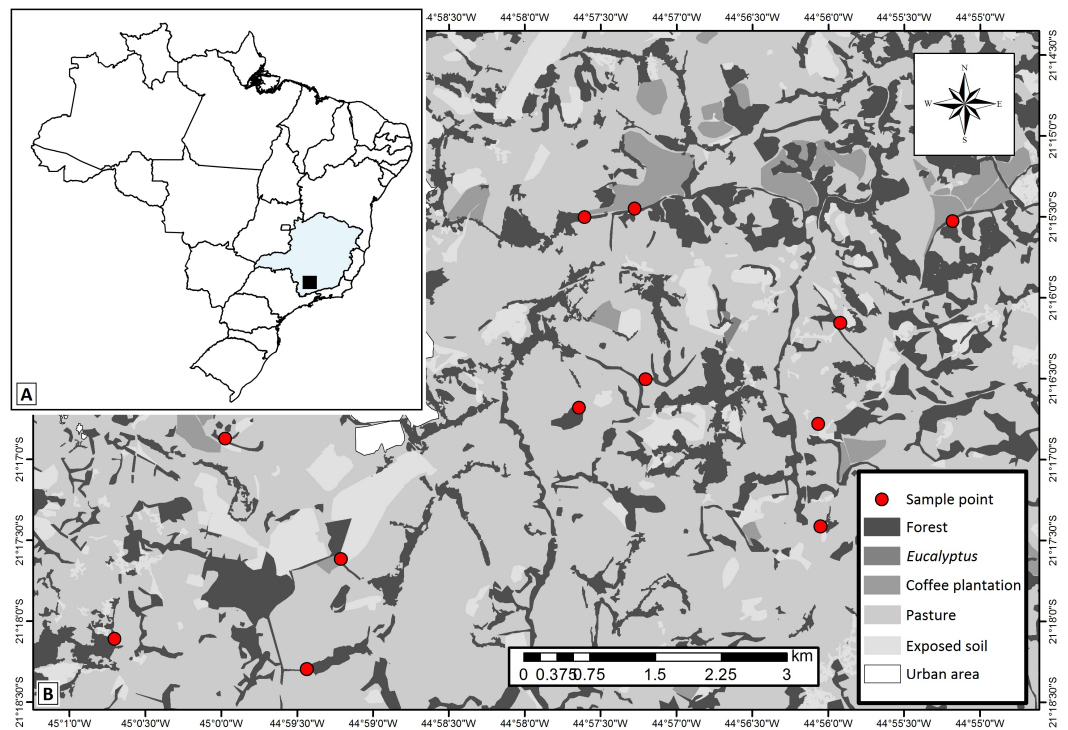 44°58'30"W 44°58'0"W 44°57'30"W 44°57'0"W 44°56'30"W 44°56'0"W 44°55'30"W 44°55'0"W
21°14'30"S
21°15'0"S
21°15'30"S
21°16'0"S
21°16'30"S
21°17'0"S
21°17'30"S
21°18'0"S
21°18'30"S
N
W E
S
A
21°17'0"S
21°17'30"S
21°18'0"S
21°18'30"S
Sample point
Forest
Eucalyptus
Coffee plantation
Pasture
Exposed soil
Urban area
km
0 0.375 0.75 1.5 2.25 3
B
45°1'0"W 45°0'30"W 45°0'0"W 44°59'30"W 44°59'0"W 44°58'30"W 44°58'0"W 44°57'30"W 44°57'0"W 44°56'30"W 44°56'0"W 44°55'30"W 44°55'0"W